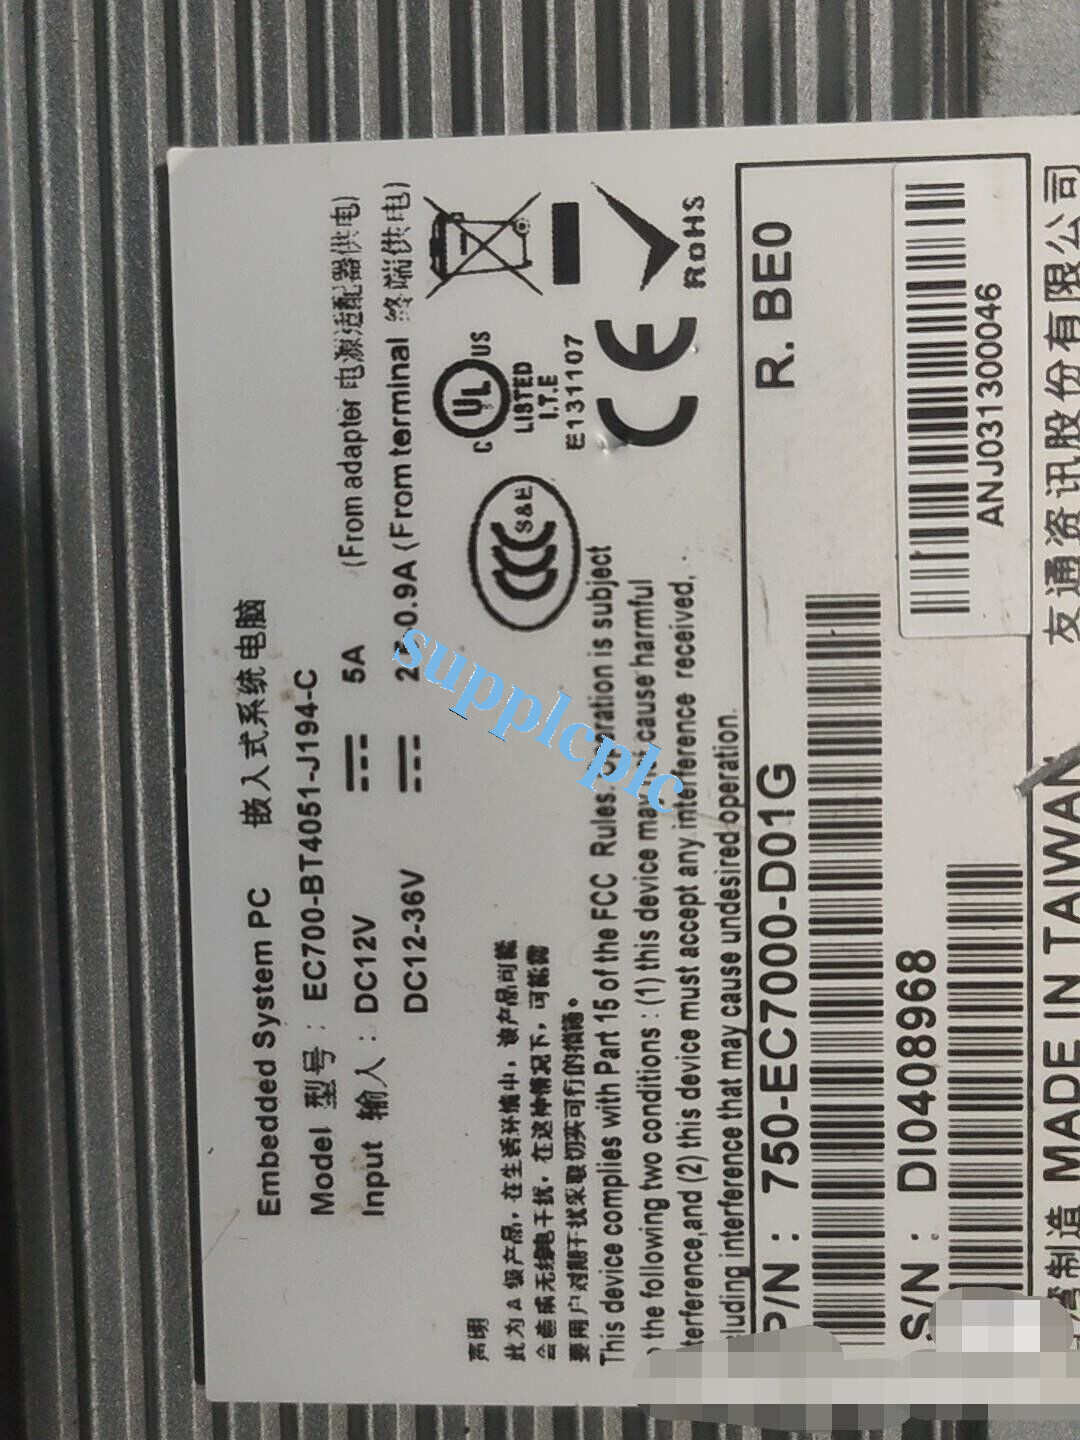 Embedded System PC 嵌入式系统电脑
Model 型号 : EC700-BT4051-J194-C
Input 输入 : DC12V 5A (From adapter 电源适配器供电)
DC12-36V 0.9A (From terminal 终端供电)
C UL US
LISTED
I.T.E
E131107
S&E
CE
RoHS
声明
此为A级产品，在生活环境中，该产品可能
会造成无线电干扰，在这种情况下，可能需
要用户对期干扰采取切实可行的措施。
This device complies with Part 15 of the FCC Rules. Operation is subject
the following two conditions : (1) this device may not cause harmful
terference,and (2) this device must accept any interference received,
cluding interference that may cause undesired operation.
P/N : 750-EC7000-D01G R. BE0
S/N : DI0408968
ANJ031300046
制造 MADE IN TAIWAN 友通资讯股份有限公司
supplcplc